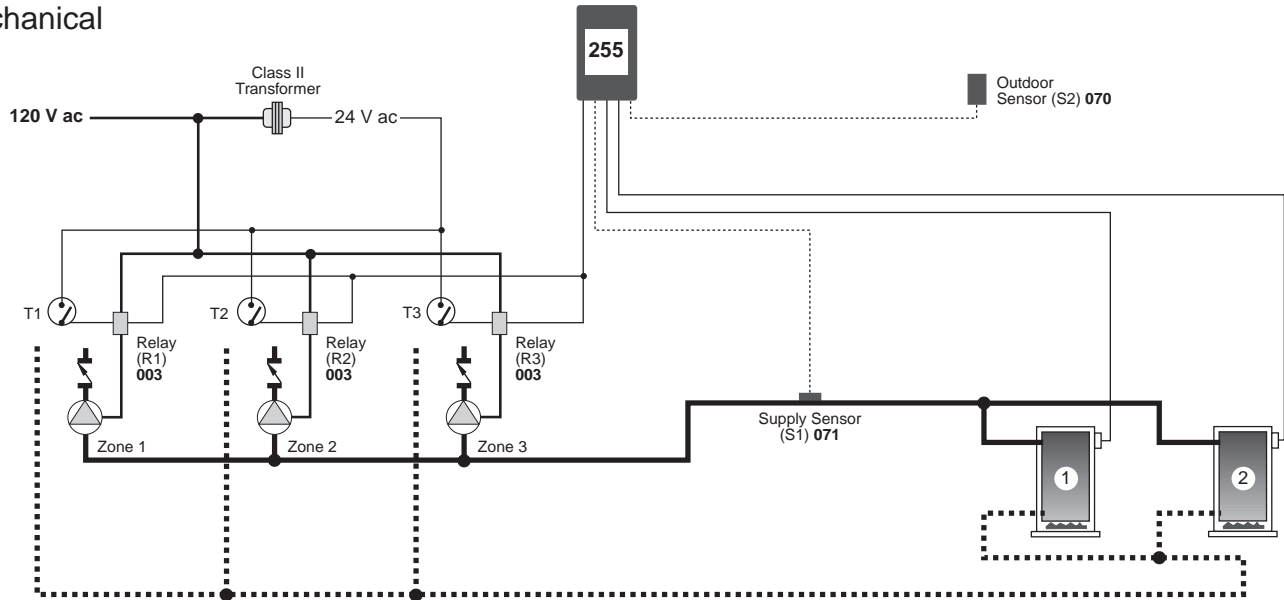 chanical
255
Class II
Transformer
Outdoor
Sensor (S2) 070
120 V ac
24 V ac
T1
T2
T3
Relay
(R1)
003
Relay
(R2)
003
Relay
(R3)
003
Supply Sensor
(S1) 071
Zone 1
Zone 2
Zone 3
1
2